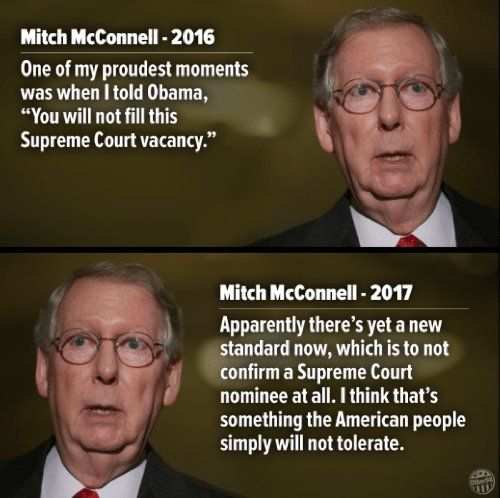 Mitch McConnell - 2016
One of my proudest moments
was when I told Obama,
“You will not fill this
Supreme Court vacancy.”
Mitch McConnell - 2017
Apparently there’s yet a new
standard now, which is to not
confirm a Supreme Court
nominee at all. I think that’s
something the American people
simply will not tolerate.
Other98